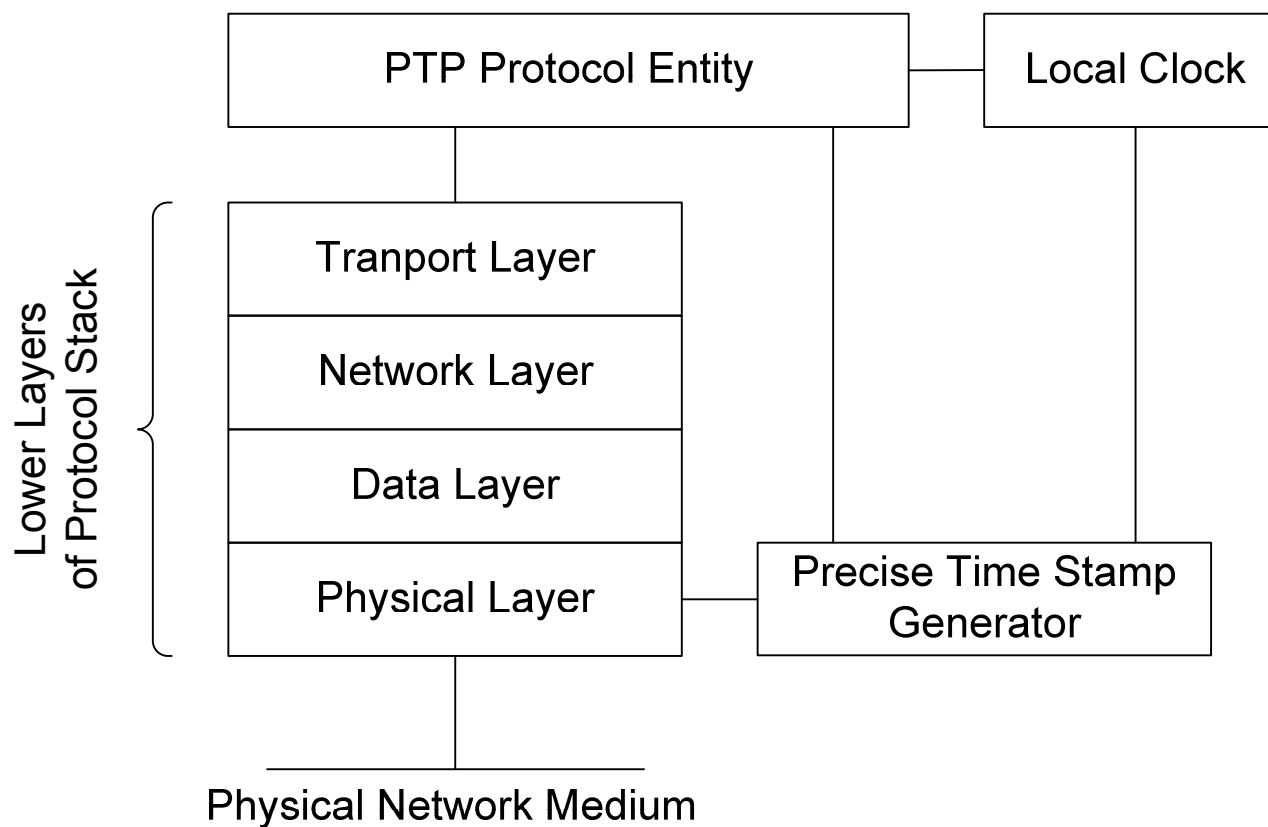 PTP Protocol Entity
Local Clock
Lower Layers
of Protocol Stack
Tranport Layer
Network Layer
Data Layer
Physical Layer
Precise Time Stamp
Generator
Physical Network Medium